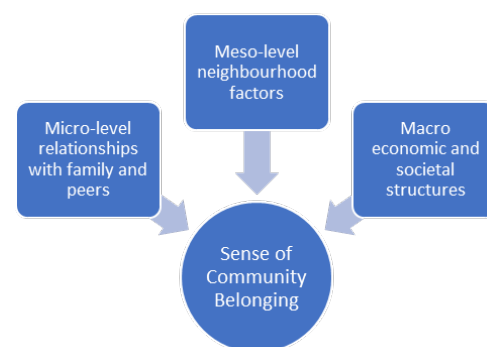 Meso-level
neighbourhood
factors
Micro-level
relationships
with family and
peers
Macro
economic and
societal
structures
Sense of
Community
Belonging